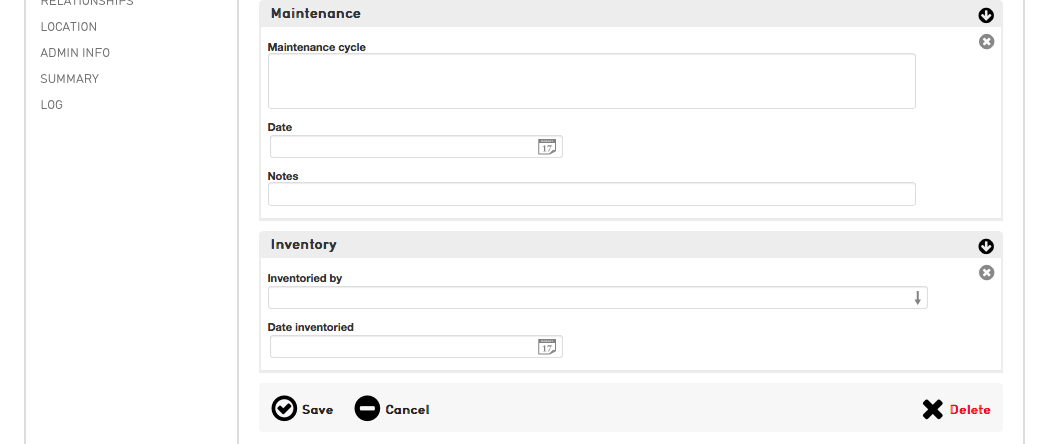 RELATIONSHIPS
LOCATION
ADMIN INFO
SUMMARY
LOG
Maintenance
Maintenance cycle
Date
17
Notes
Inventory
Inventoried by
Date inventoried
17
Save
Cancel
Delete